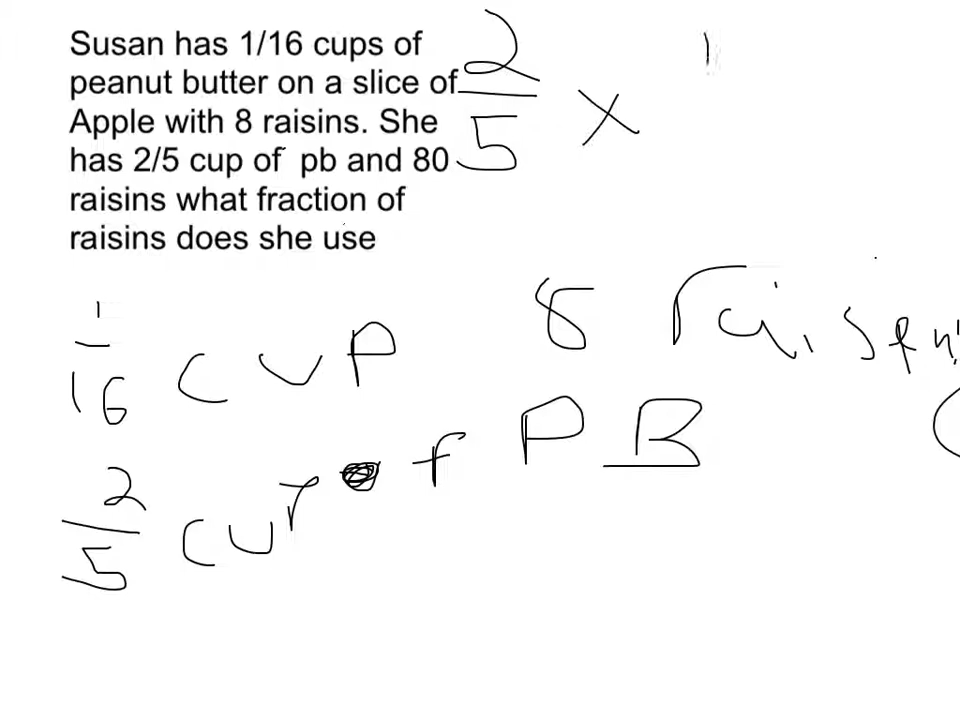 Susan has 1/16 cups of
peanut butter on a slice of
Apple with 8 raisins. She
has 2/5 cup of pb and 80
raisins what fraction of
raisins does she use
2/5 × 1
1/16 cup 8 raisen
2/5 cup of PB